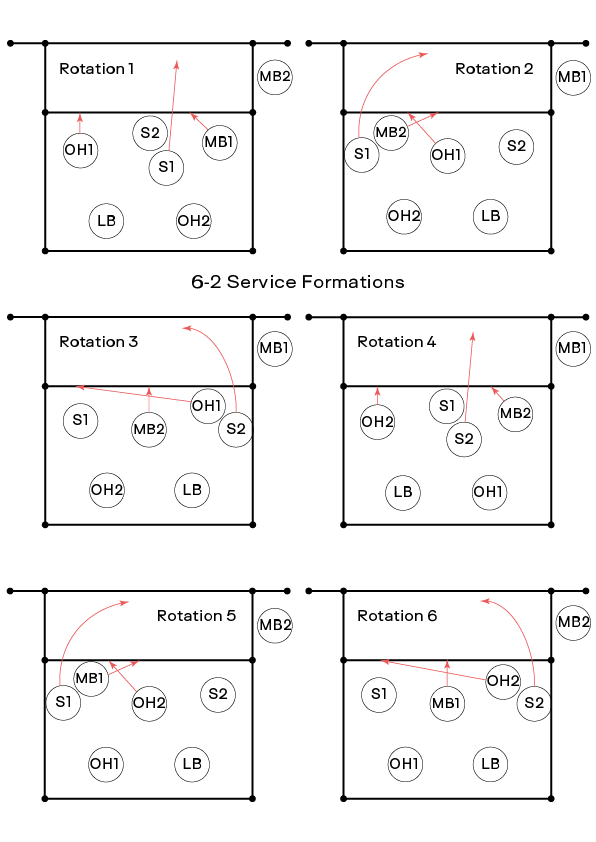 Rotation 1
MB2
S2
MB1
OH1
S1
LB
OH2
Rotation 2
MB1
MB2
S1
OH1
S2
OH2
LB
6-2 Service Formations
Rotation 3
MB1
OH1
S1
MB2
S2
OH2
LB
Rotation 4
MB1
S1
MB2
OH2
S2
LB
OH1
Rotation 5
MB2
MB1
S1
OH2
S2
OH1
LB
Rotation 6
MB2
OH2
S1
MB1
S2
OH1
LB